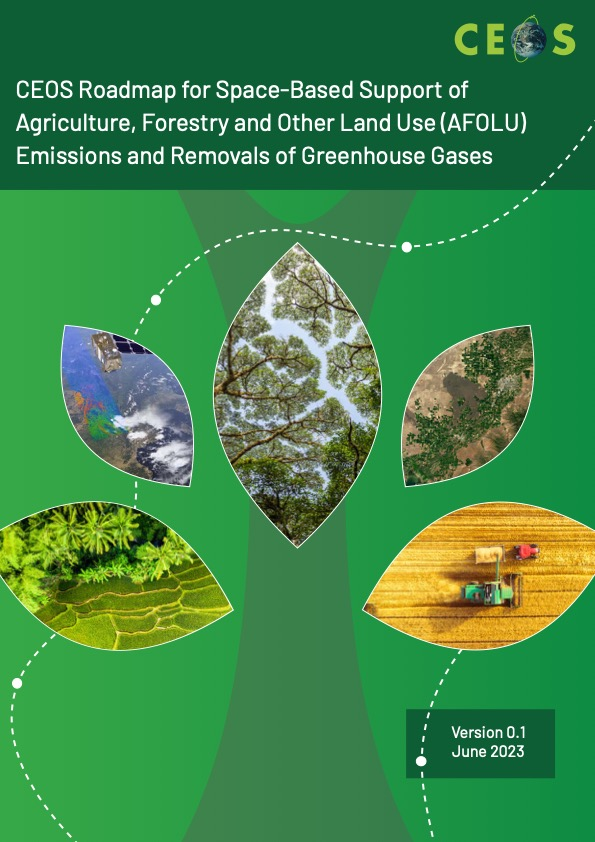 CEOS
CEOS Roadmap for Space-Based Support of
Agriculture, Forestry and Other Land Use (AFOLU)
Emissions and Removals of Greenhouse Gases
Version 0.1
June 2023